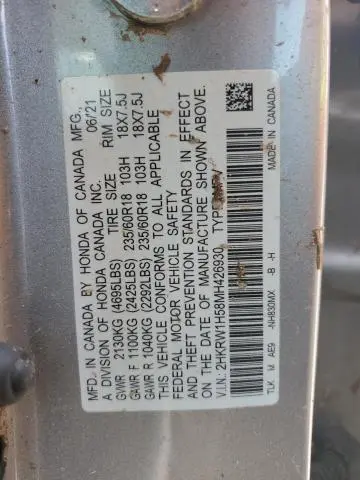 MFD. IN CANADA BY HONDA OF CANADA MFG.,
A DIVISION OF HONDA CANADA INC. 06/21
TIRE SIZE RIM SIZE
GVWR 2130KG (4695LBS)
GAWR F 1100KG (2425LBS) 235/60R18 103H 18X7.5J
GAWR R 1040KG (2292LBS) 235/60R18 103H 18X7.5J
THIS VEHICLE CONFORMS TO ALL APPLICABLE
FEDERAL MOTOR VEHICLE SAFETY
AND THEFT PREVENTION STANDARDS IN EFFECT
ON THE DATE OF MANUFACTURE SHOWN ABOVE.
V.I.N: 2HKRW1H58MH426930 TYPE:
TLK M AE9 -NH830MX -B -H MADE IN CANADA